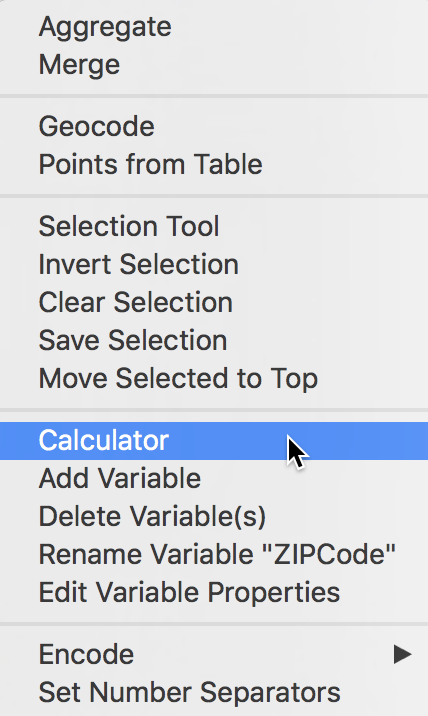 Aggregate
Merge
Geocode
Points from Table
Selection Tool
Invert Selection
Clear Selection
Save Selection
Move Selected to Top
Calculator
Add Variable
Delete Variable(s)
Rename Variable "ZIPCode"
Edit Variable Properties
Encode
Set Number Separators